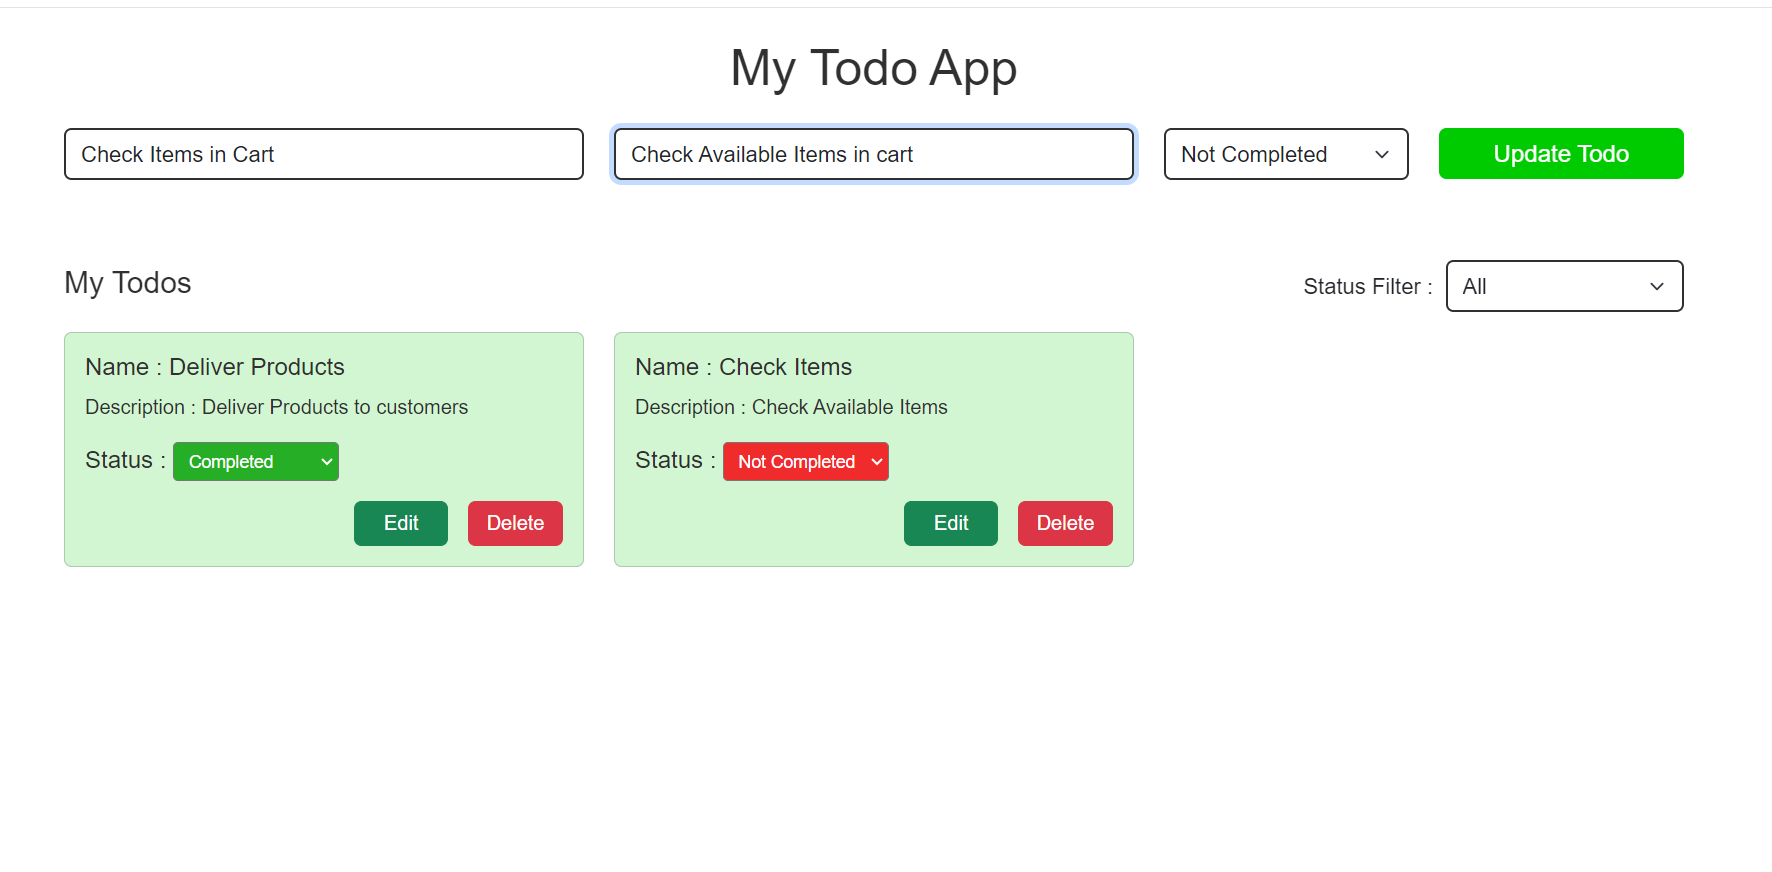 My Todo App
Check Items in Cart
Check Available Items in cart
Not Completed
Update Todo
My Todos
Status Filter :
All
Name : Deliver Products
Description : Deliver Products to customers
Status :
Completed
Edit
Delete
Name : Check Items
Description : Check Available Items
Status :
Not Completed
Edit
Delete